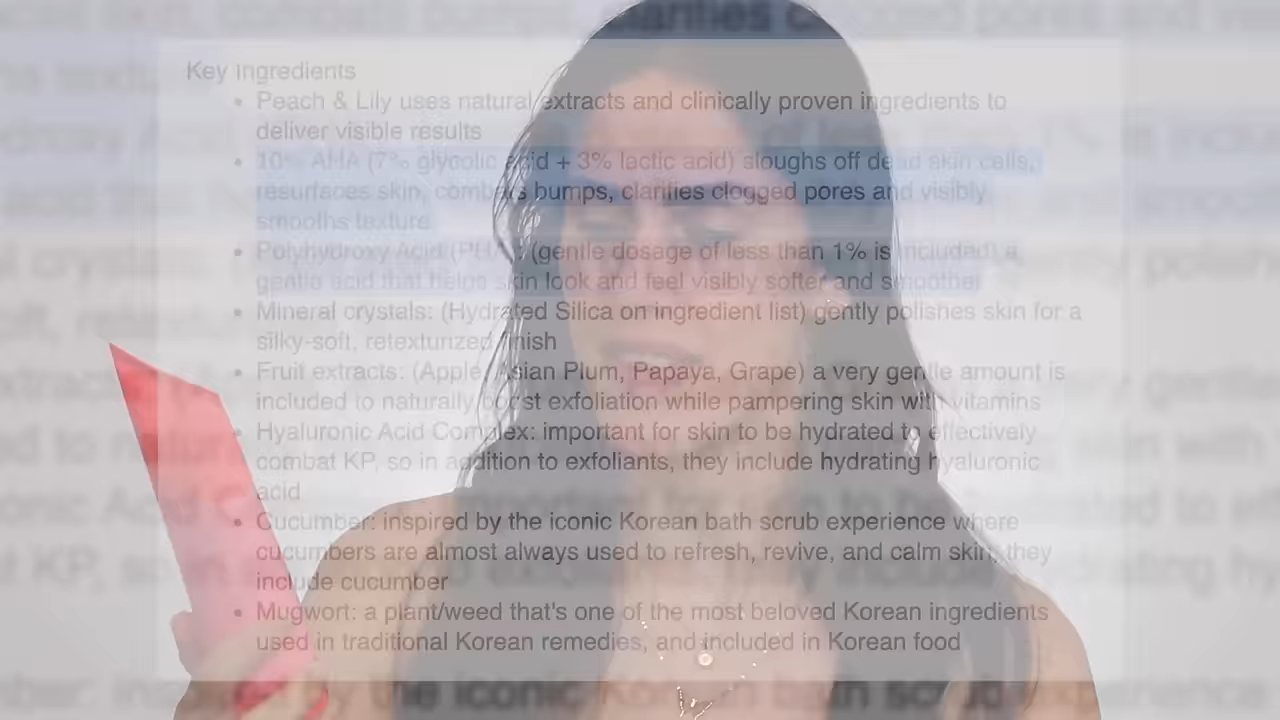 Key ingredients
Peach & Lily uses natural extracts and clinically proven ingredients to
deliver visible results
10% AHA (7% glycolic acid + 3% lactic acid) sloughs off dead skin cells,
resurfaces skin, combats bumps, clarifies clogged pores and visibly
smooths texture
Polyhydroxy Acid (PHA): (gentle dosage of less than 1% is included) a
gentle acid that helps skin look and feel visibly softer and smoother
Mineral crystals: (Hydrated Silica on ingredient list) gently polishes skin for a
silky-soft, retexturized finish
Fruit extracts: (Apple, Asian Plum, Papaya, Grape) a very gentle amount is
included to naturally boost exfoliation while pampering skin with vitamins
Hyaluronic Acid Complex: important for skin to be hydrated to effectively
combat KP, so in addition to exfoliants, they include hydrating hyaluronic
acid
Cucumber: inspired by the iconic Korean bath scrub experience where
cucumbers are almost always used to refresh, revive, and calm skin, they
include cucumber
Mugwort: a plant/weed that's one of the most beloved Korean ingredients
used in traditional Korean remedies, and included in Korean food